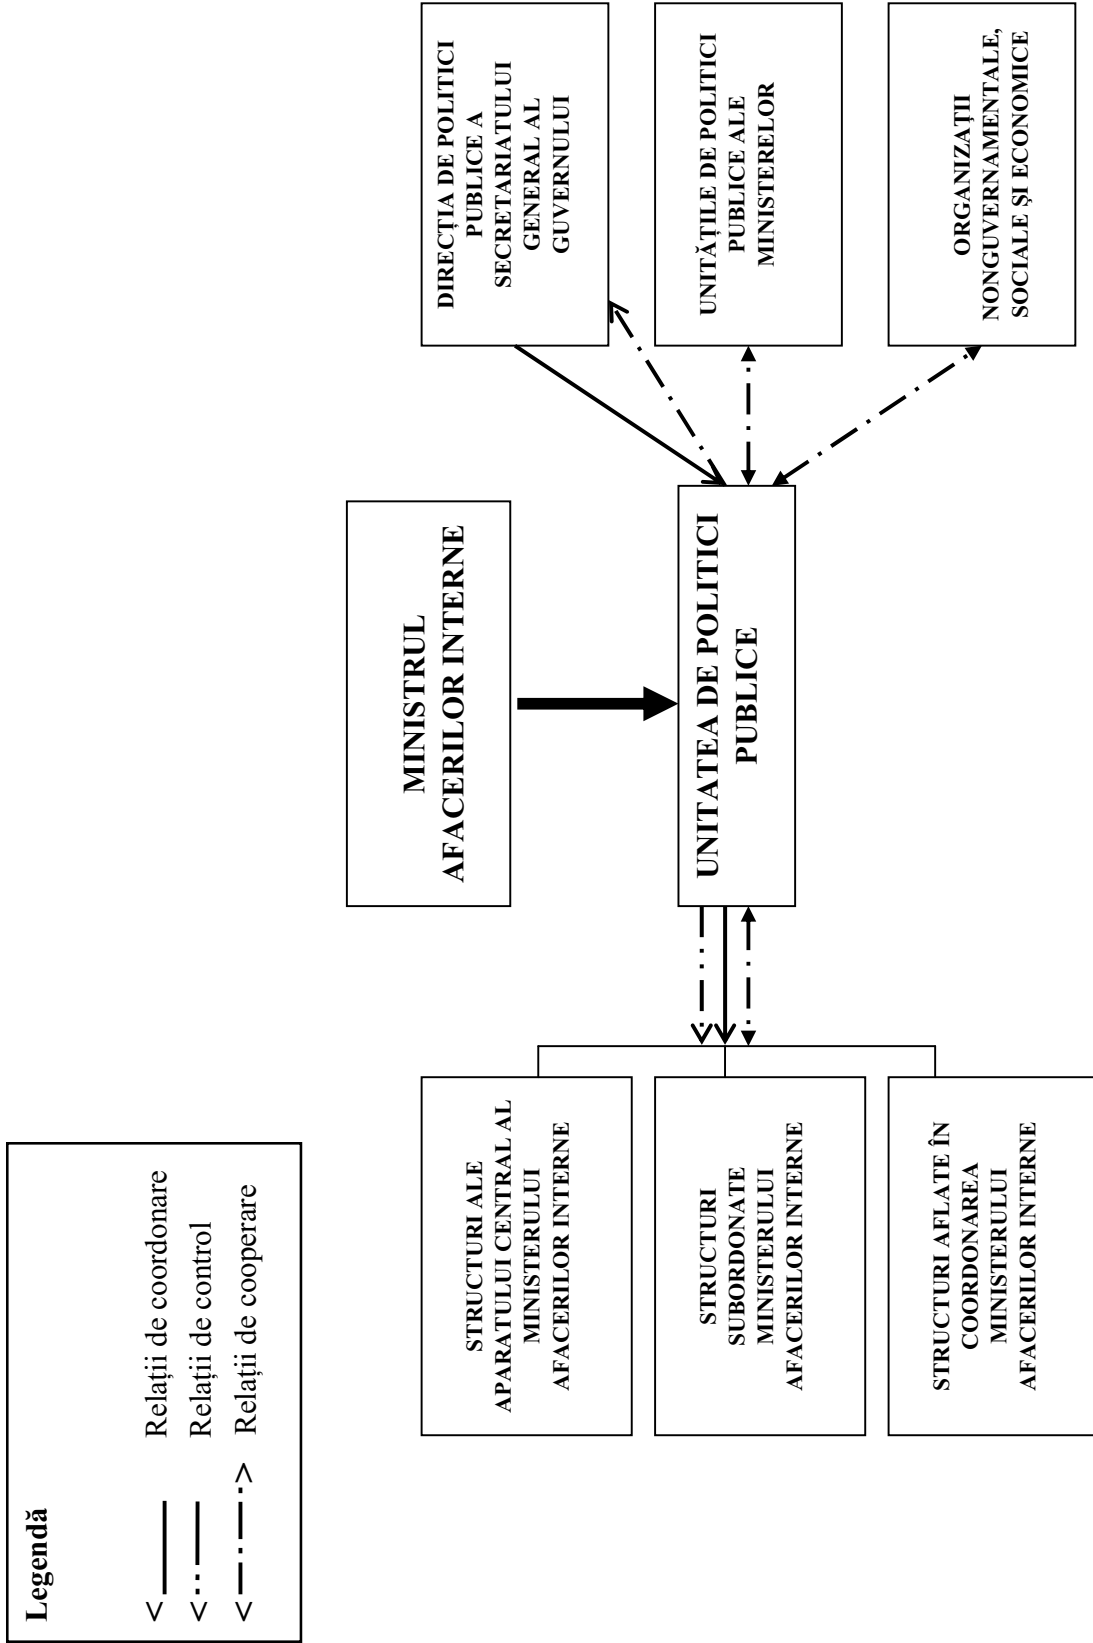 Legendă
Relații de coordonare
Relații de control
Relații de cooperare
MINISTRUL
AFACERILOR INTERNE
STRUCTURI ALE
APARATULUI CENTRAL AL
MINISTERULUI
AFACERILOR INTERNE
STRUCTURI
SUBORDONATE
MINISTERULUI
AFACERILOR INTERNE
STRUCTURI AFLATE ÎN
COORDONAREA
MINISTERULUI
AFACERILOR INTERNE
UNITATEA DE POLITICI
PUBLICE
DIRECȚIA DE POLITICI
PUBLICE A
SECRETARIATULUI
GENERAL AL
GUVERNULUI
UNITĂȚILE DE POLITICI
PUBLICE ALE
MINISTERELOR
ORGANIZAȚII
NONGUVERNAMENTALE,
SOCIALE ȘI ECONOMICE